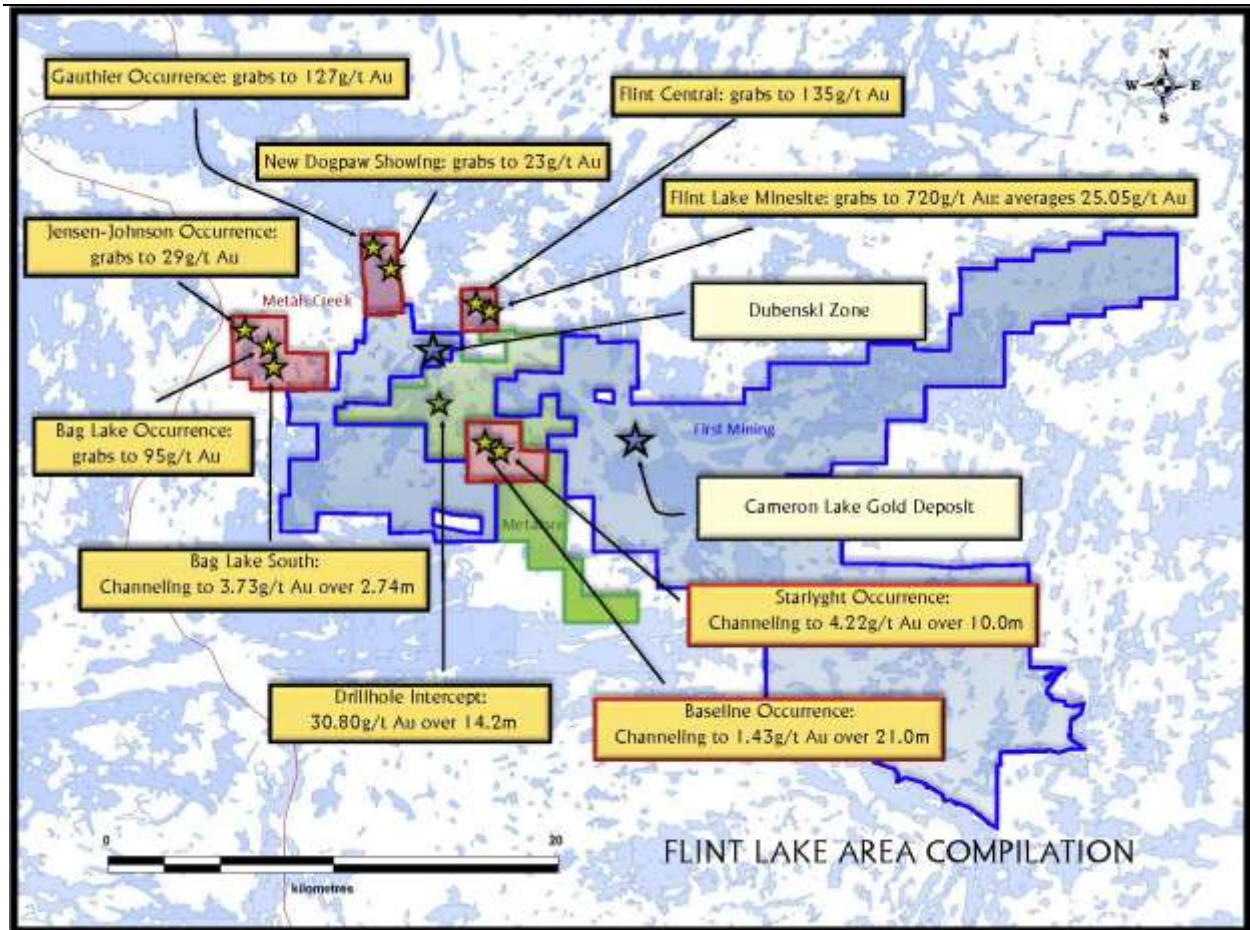 Gauthier Occurrence: grabs to 127g/t Au
N
W
E
S
Flint Central: grabs to 135g/t Au
New Dogpaw Showing: grabs to 23g/t Au
Flint Lake Minesite: grabs to 720g/t Au: averages 25.05g/t Au
Jensen-Johnson Occurrence:
grabs to 29g/t Au
Metals Creek
Dubenski Zone
Bag Lake Occurrence:
grabs to 95g/t Au
First Mining
Cameron Lake Gold Deposit
Metalore
Bag Lake South:
Channeling to 3.73g/t Au over 2.74m
Starlyght Occurrence:
Channeling to 4.22g/t Au over 10.0m
Drillhole Intercept:
30.80g/t Au over 14.2m
Baseline Occurrence:
Channeling to 1.43g/t Au over 21.0m
0
20
kilometres
FLINT LAKE AREA COMPILATION